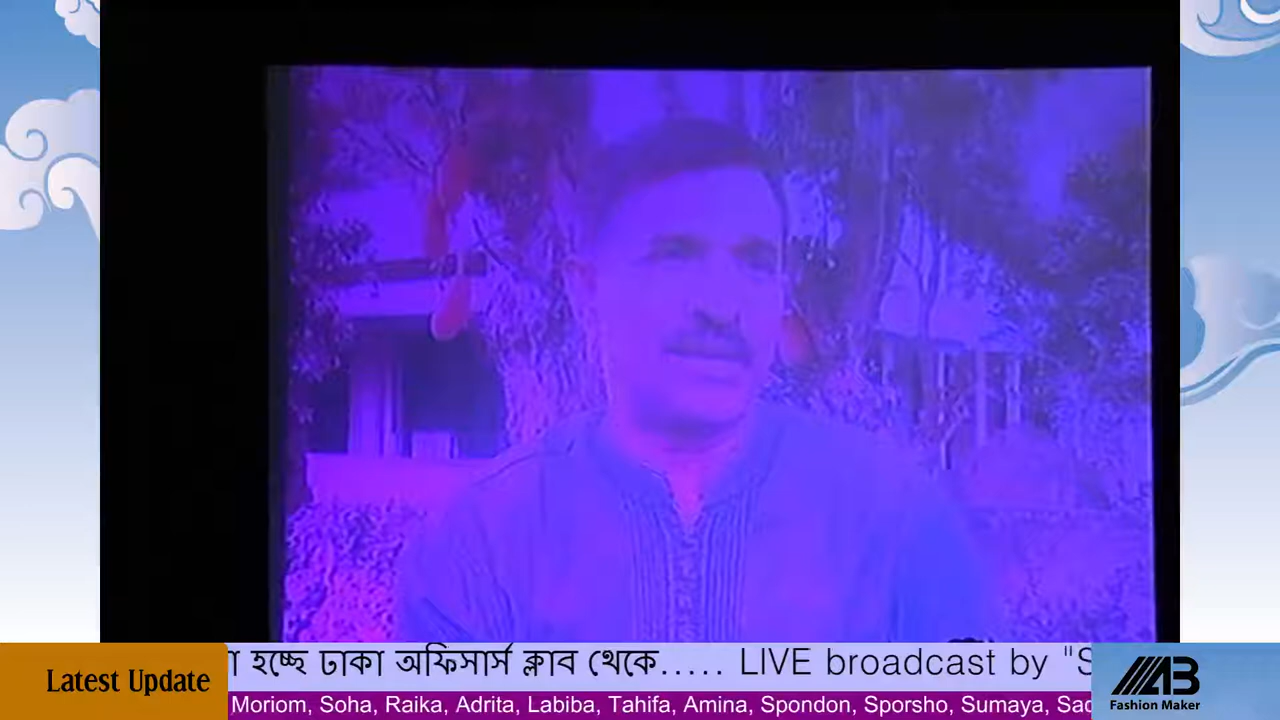 হচ্ছে ঢাকা অফিসার্স ক্লাব থেকে..... LIVE broadcast by "S
Latest Update
Moriom, Soha, Raika, Adrita, Labiba, Tahifa, Amina, Spondon, Sporsho, Sumaya,
AB
Fashion Maker